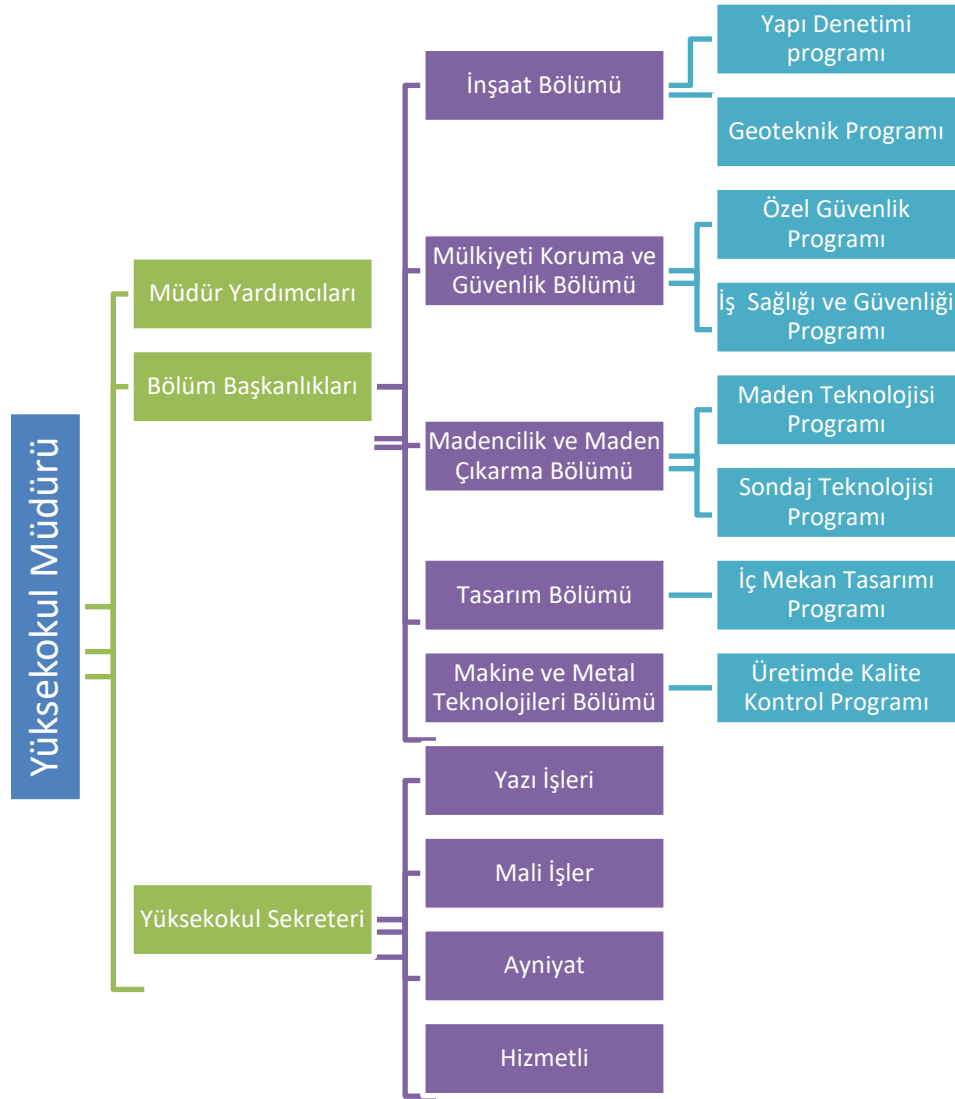 Yüksekokul Müdürü
Müdür Yardımcıları
Bölüm Başkanlıkları
İnşaat Bölümü
Yapı Denetimi
programı
Geoteknik Programı
Mülkiyeti Koruma ve
Güvenlik Bölümü
Özel Güvenlik
Programı
İş  Sağlığı ve Güvenliği
Programı
Madencilik ve Maden
Çıkarma Bölümü
Maden Teknolojisi
Programı
Sondaj Teknolojisi
Programı
Tasarım Bölümü
İç Mekan Tasarımı
Programı
Makine ve Metal
Teknolojileri Bölümü
Üretimde Kalite
Kontrol Programı
Yüksekokul Sekreteri
Yazı İşleri
Mali İşler
Ayniyat
Hizmetli